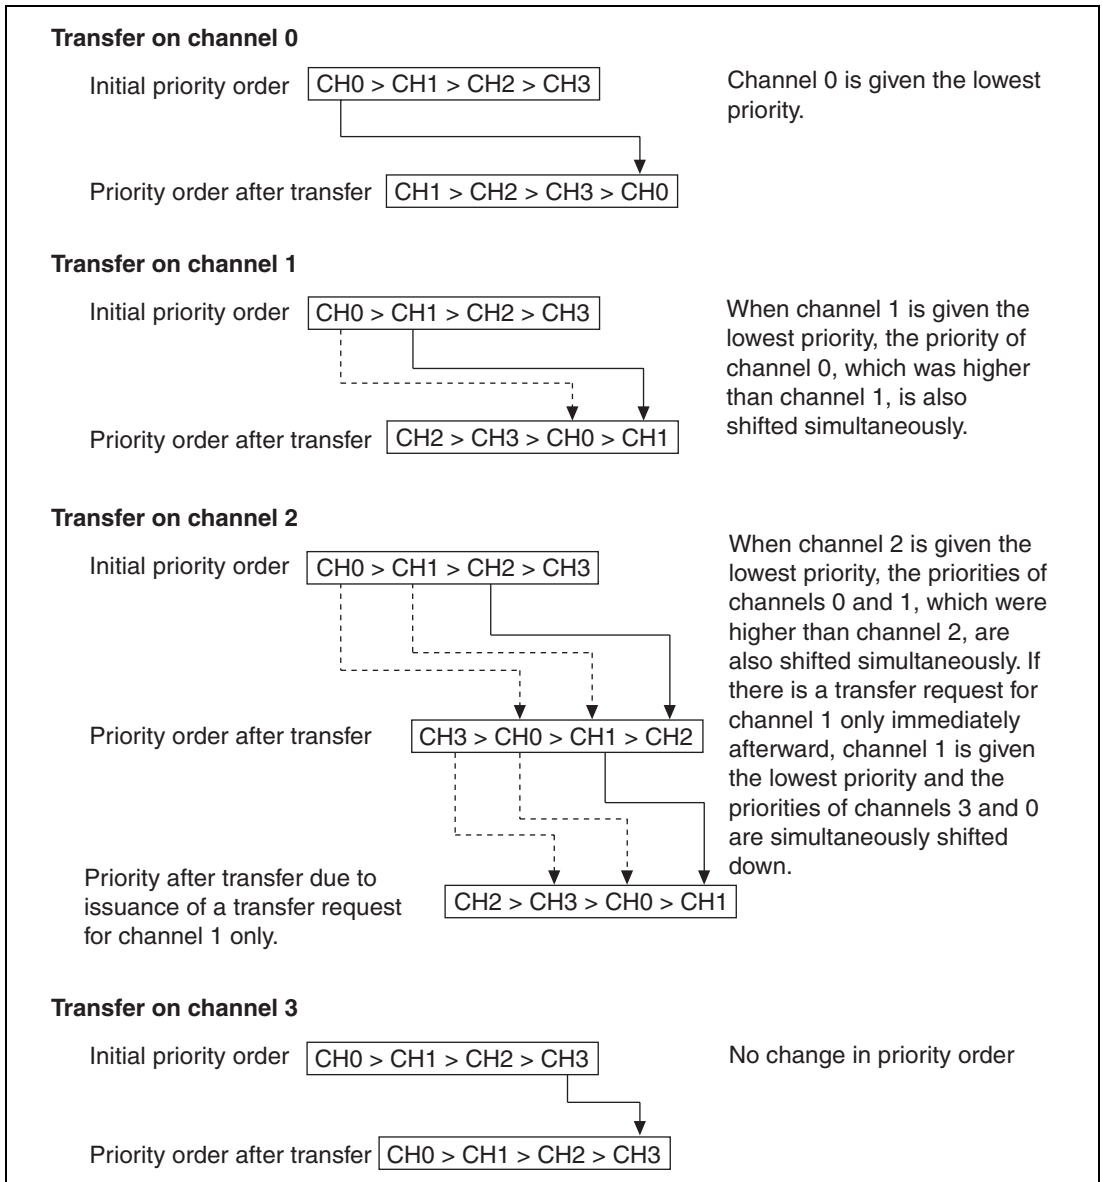 Transfer on channel 0
Initial priority order CH0 > CH1 > CH2 > CH3
Channel 0 is given the lowest
priority.
Priority order after transfer CH1 > CH2 > CH3 > CH0
Transfer on channel 1
Initial priority order CH0 > CH1 > CH2 > CH3
When channel 1 is given the
lowest priority, the priority of
channel 0, which was higher
than channel 1, is also
shifted simultaneously.
Priority order after transfer CH2 > CH3 > CH0 > CH1
Transfer on channel 2
Initial priority order CH0 > CH1 > CH2 > CH3
When channel 2 is given the
lowest priority, the priorities of
channels 0 and 1, which were
higher than channel 2, are
also shifted simultaneously. If
there is a transfer request for
channel 1 only immediately
afterward, channel 1 is given
the lowest priority and the
priorities of channels 3 and 0
are simultaneously shifted
down.
Priority order after transfer CH3 > CH0 > CH1 > CH2
Priority after transfer due to
issuance of a transfer request
for channel 1 only.
CH2 > CH3 > CH0 > CH1
Transfer on channel 3
Initial priority order CH0 > CH1 > CH2 > CH3
No change in priority order
Priority order after transfer CH0 > CH1 > CH2 > CH3